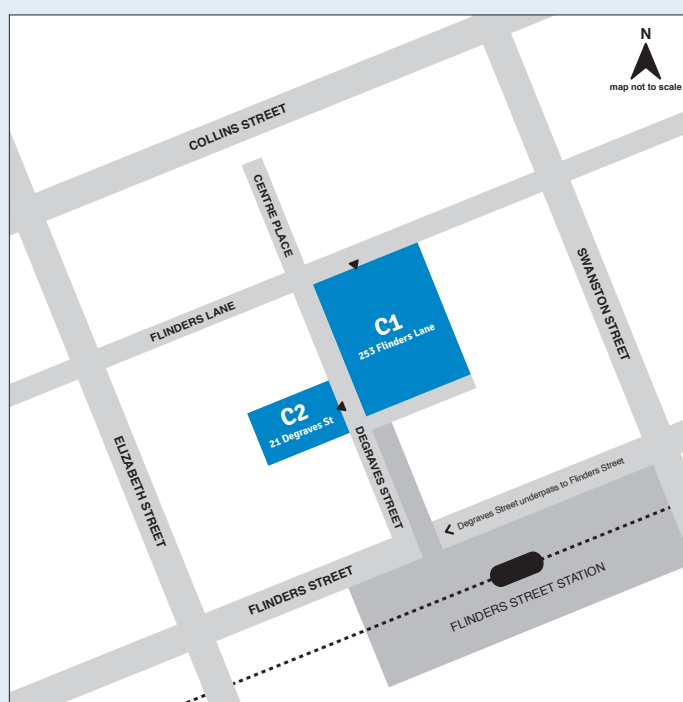 N
map not to scale
COLLINS STREET
CENTRE PLACE
SWANSTON STREET
FLINDERS LANE
C1
253 Flinders Lane
C2
21 Degraves St
ELIZABETH STREET
DEGRAVES STREET
Degraves Street underpass to Flinders Street
FLINDERS STREET
FLINDERS STREET STATION